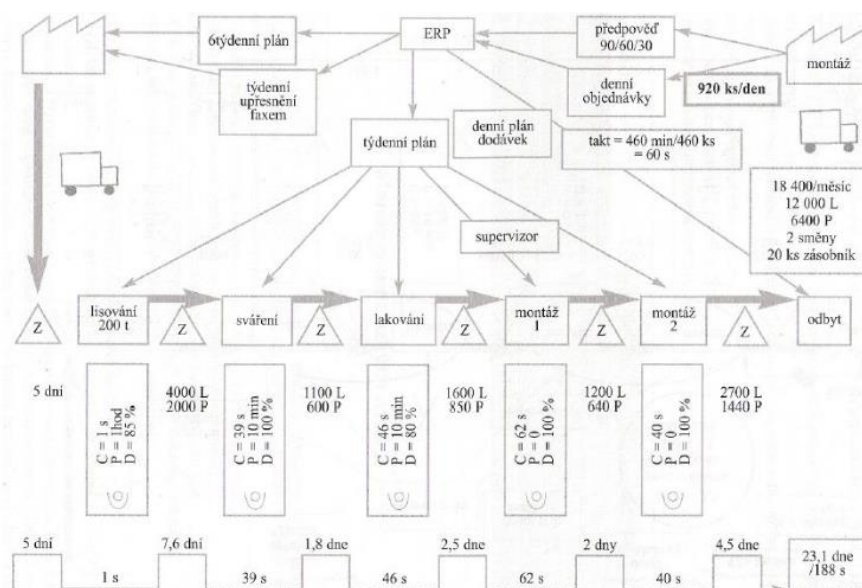 6týdenní plán
ERP
předpověď
90/60/30
montáž
týdenní
upřesnění
faxem
denní
objednávky
920 ks/den
týdenní plán
denní plán
dodávek
takt = 460 min/460 ks
= 60 s
18 400/měsíc
12 000 L
6400 P
2 směny
20 ks zásobník
supervizor
Z
lisování
200 t
Z
sváření
Z
lakování
Z
montáž
1
Z
montáž
2
Z
odbyt
5 dní
C = 1 s
P = 1hod
D = 85 %
4000 L
2000 P
C = 39 s
P = 10 min
D = 100 %
1100 L
600 P
C = 46 s
P = 10 min
D = 80 %
1600 L
850 P
C = 62 s
P = 0
D = 100 %
1200 L
640 P
C = 40 s
P = 0
D = 100 %
2700 L
1440 P
5 dní
1 s
7,6 dní
39 s
1,8 dne
46 s
2,5 dne
62 s
2 dny
40 s
4,5 dne
23,1 dne
/188 s